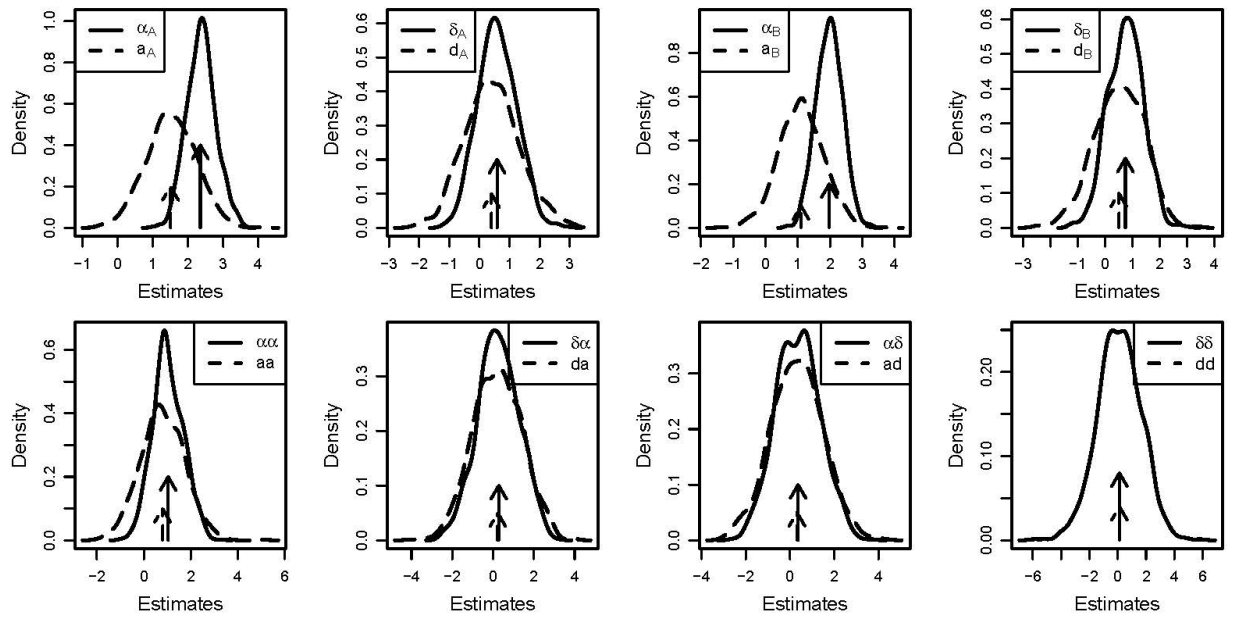 α_A
a_A
Density
0.0 0.2 0.4 0.6 0.8 1.0
−1 0 1 2 3 4
Estimates
δ_A
d_A
Density
0.0 0.1 0.2 0.3 0.4 0.5 0.6
−3 −2 −1 0 1 2 3
Estimates
α_B
a_B
Density
0.0 0.2 0.4 0.6 0.8
−2 −1 0 1 2 3 4
Estimates
δ_B
d_B
Density
0.0 0.1 0.2 0.3 0.4 0.5 0.6
−3 −2 −1 0 1 2 3 4
Estimates
αα
aa
Density
0.0 0.2 0.4 0.6
−2 0 2 4 6
Estimates
δα
da
Density
0.0 0.1 0.2 0.3
−4 −2 0 2 4
Estimates
αδ
ad
Density
0.0 0.1 0.2 0.3
−4 −2 0 2 4
Estimates
δδ
dd
Density
0.00 0.10 0.20
−6 −2 0 2 4 6
Estimates